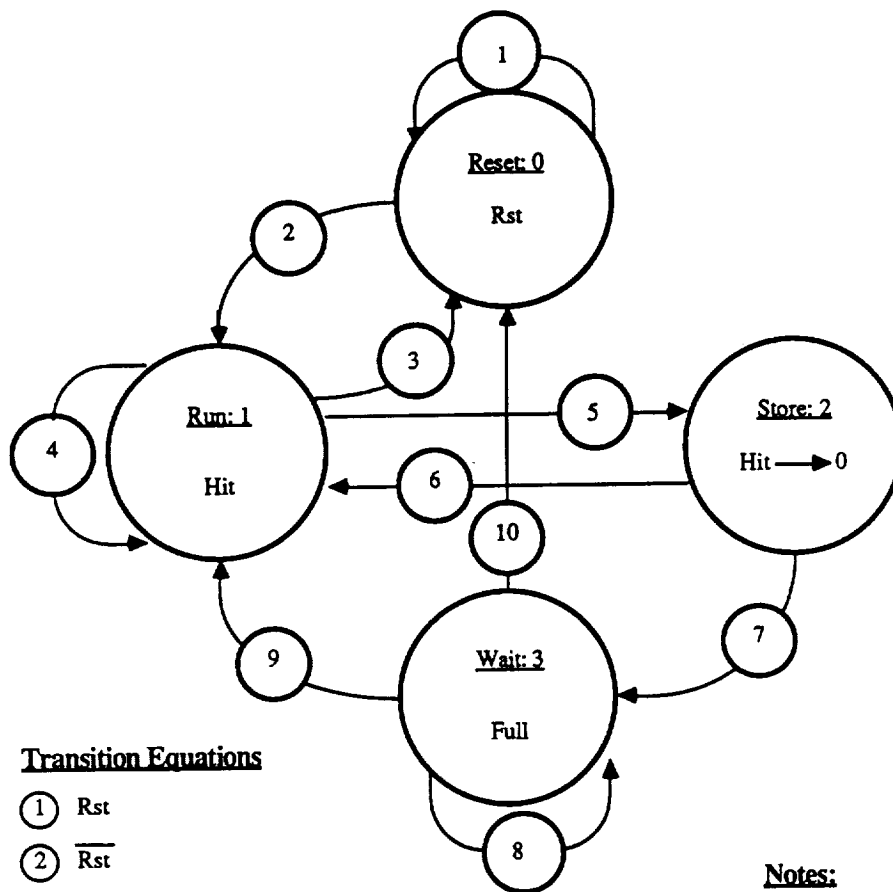 1
Reset: 0
Rst
2
3
Run: 1
Hit
4
5
Store: 2
Hit → 0
6
10
7
9
Wait: 3
Full
8
Transition Equations
1 Rst
2 R̅s̅t̅
Notes: